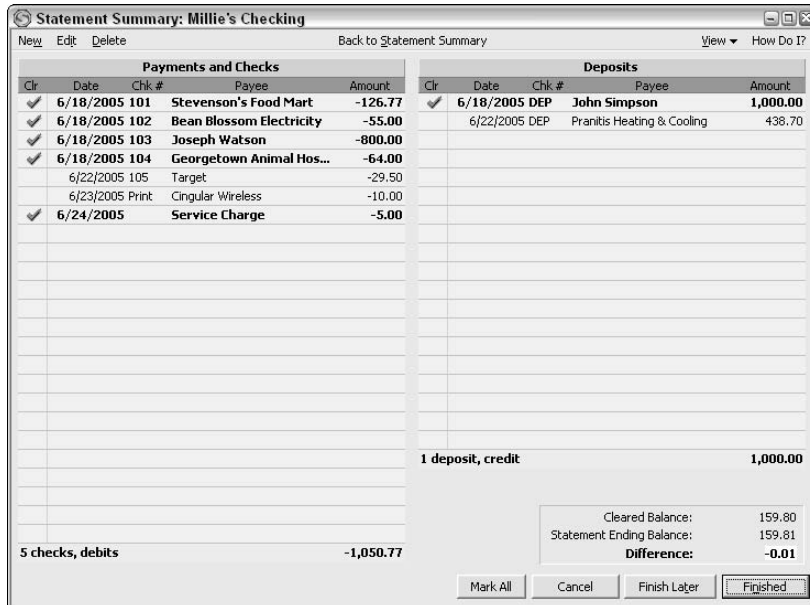 Statement Summary: Millie's Checking
New Edit Delete Back to Statement Summary View How Do I?
Payments and Checks
Clr Date Chk # Payee Amount
6/18/2005 101 Stevenson's Food Mart -126.77
6/18/2005 102 Bean Blossom Electricity -55.00
6/18/2005 103 Joseph Watson -800.00
6/18/2005 104 Georgetown Animal Hos... -64.00
6/22/2005 105 Target -29.50
6/23/2005 Print Cingular Wireless -10.00
6/24/2005 Service Charge -5.00
5 checks, debits -1,050.77
Deposits
Clr Date Chk # Payee Amount
6/18/2005 DEP John Simpson 1,000.00
6/22/2005 DEP Pranitis Heating & Cooling 438.70
1 deposit, credit 1,000.00
Cleared Balance: 159.80
Statement Ending Balance: 159.81
Difference: -0.01
Mark All Cancel Finish Later Finished